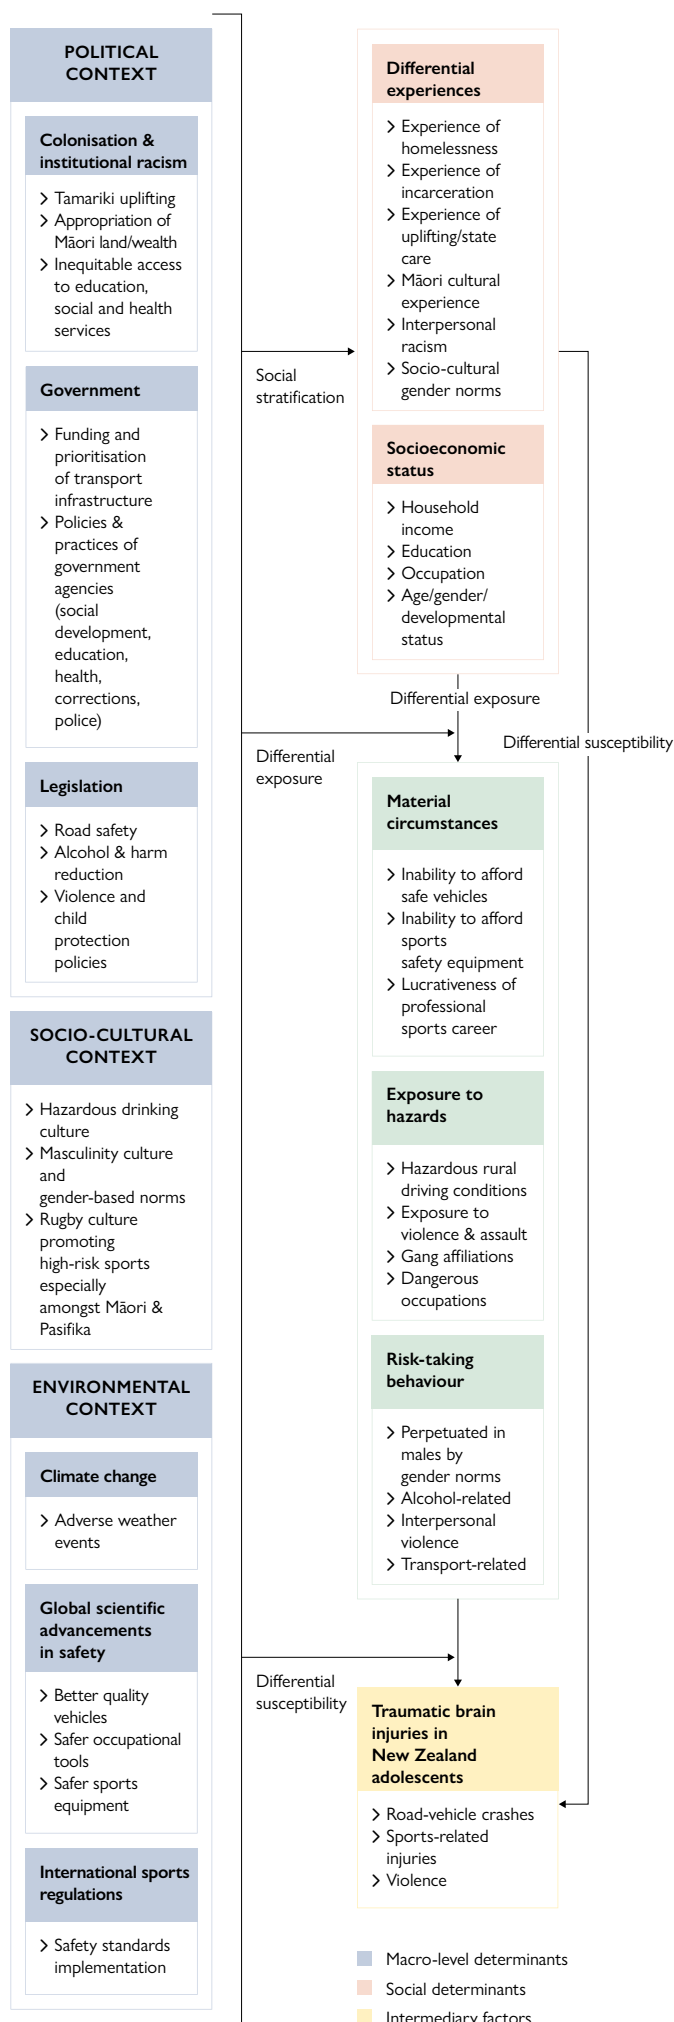 POLITICAL
CONTEXT
Colonisation &
institutional racism
Tamariki uplifting
Appropriation of
Māori land/wealth
Inequitable access
to education,
social and health
services
Government
Funding and
prioritisation
of transport
infrastructure
Policies &
practices of
government
agencies
(social
development,
education,
health,
corrections,
police)
Legislation
Road safety
Alcohol & harm
reduction
Violence and
child
protection
policies
SOCIO-CULTURAL
CONTEXT
Hazardous drinking
culture
Masculinity culture
and
gender-based norms
Rugby culture
promoting
high-risk sports
especially
amongst Māori &
Pasifika
ENVIRONMENTAL
CONTEXT
Climate change
Adverse weather
events
Global scientific
advancements
in safety
Better quality
vehicles
Safer occupational
tools
Safer sports
equipment
International sports
regulations
Safety standards
implementation
Social
stratification
Differential
exposure
Differential
susceptibility
Differential
experiences
Experience of
homelessness
Experience of
incarceration
Experience of
uplifting/state
care
Māori cultural
experience
Interpersonal
racism
Socio-cultural
gender norms
Socioeconomic
status
Household
income
Education
Occupation
Age/gender/
developmental
status
Differential exposure
Differential susceptibility
Material
circumstances
Inability to afford
safe vehicles
Inability to afford
sports
safety equipment
Lucrativeness of
professional
sports career
Exposure to
hazards
Hazardous rural
driving conditions
Exposure to
violence & assault
Gang affiliations
Dangerous
occupations
Risk-taking
behaviour
Perpetuated in
males by
gender norms
Alcohol-related
Interpersonal
violence
Transport-related
Traumatic brain
injuries in
New Zealand
adolescents
Road-vehicle crashes
Sports-related
injuries
Violence
Macro-level determinants
Social determinants
Intermediary factors